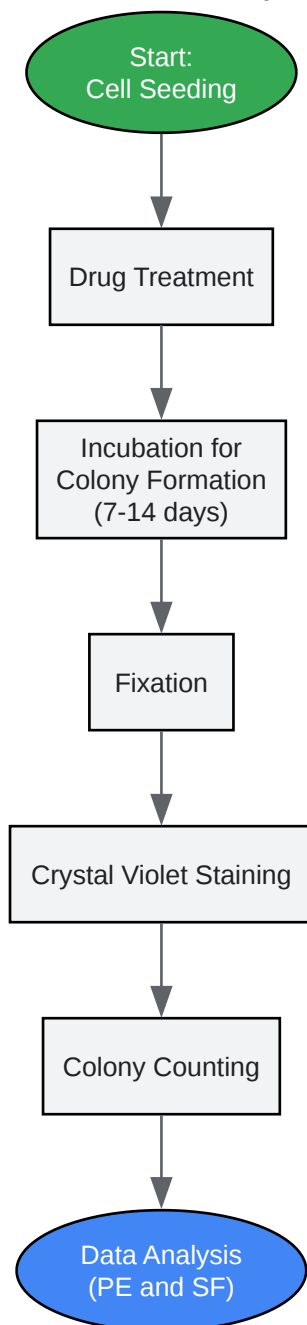 Start:
Cell Seeding
Drug Treatment
Incubation for
Colony Formation
(7-14 days)
Fixation
Crystal Violet Staining
Colony Counting
Data Analysis
(PE and SF)